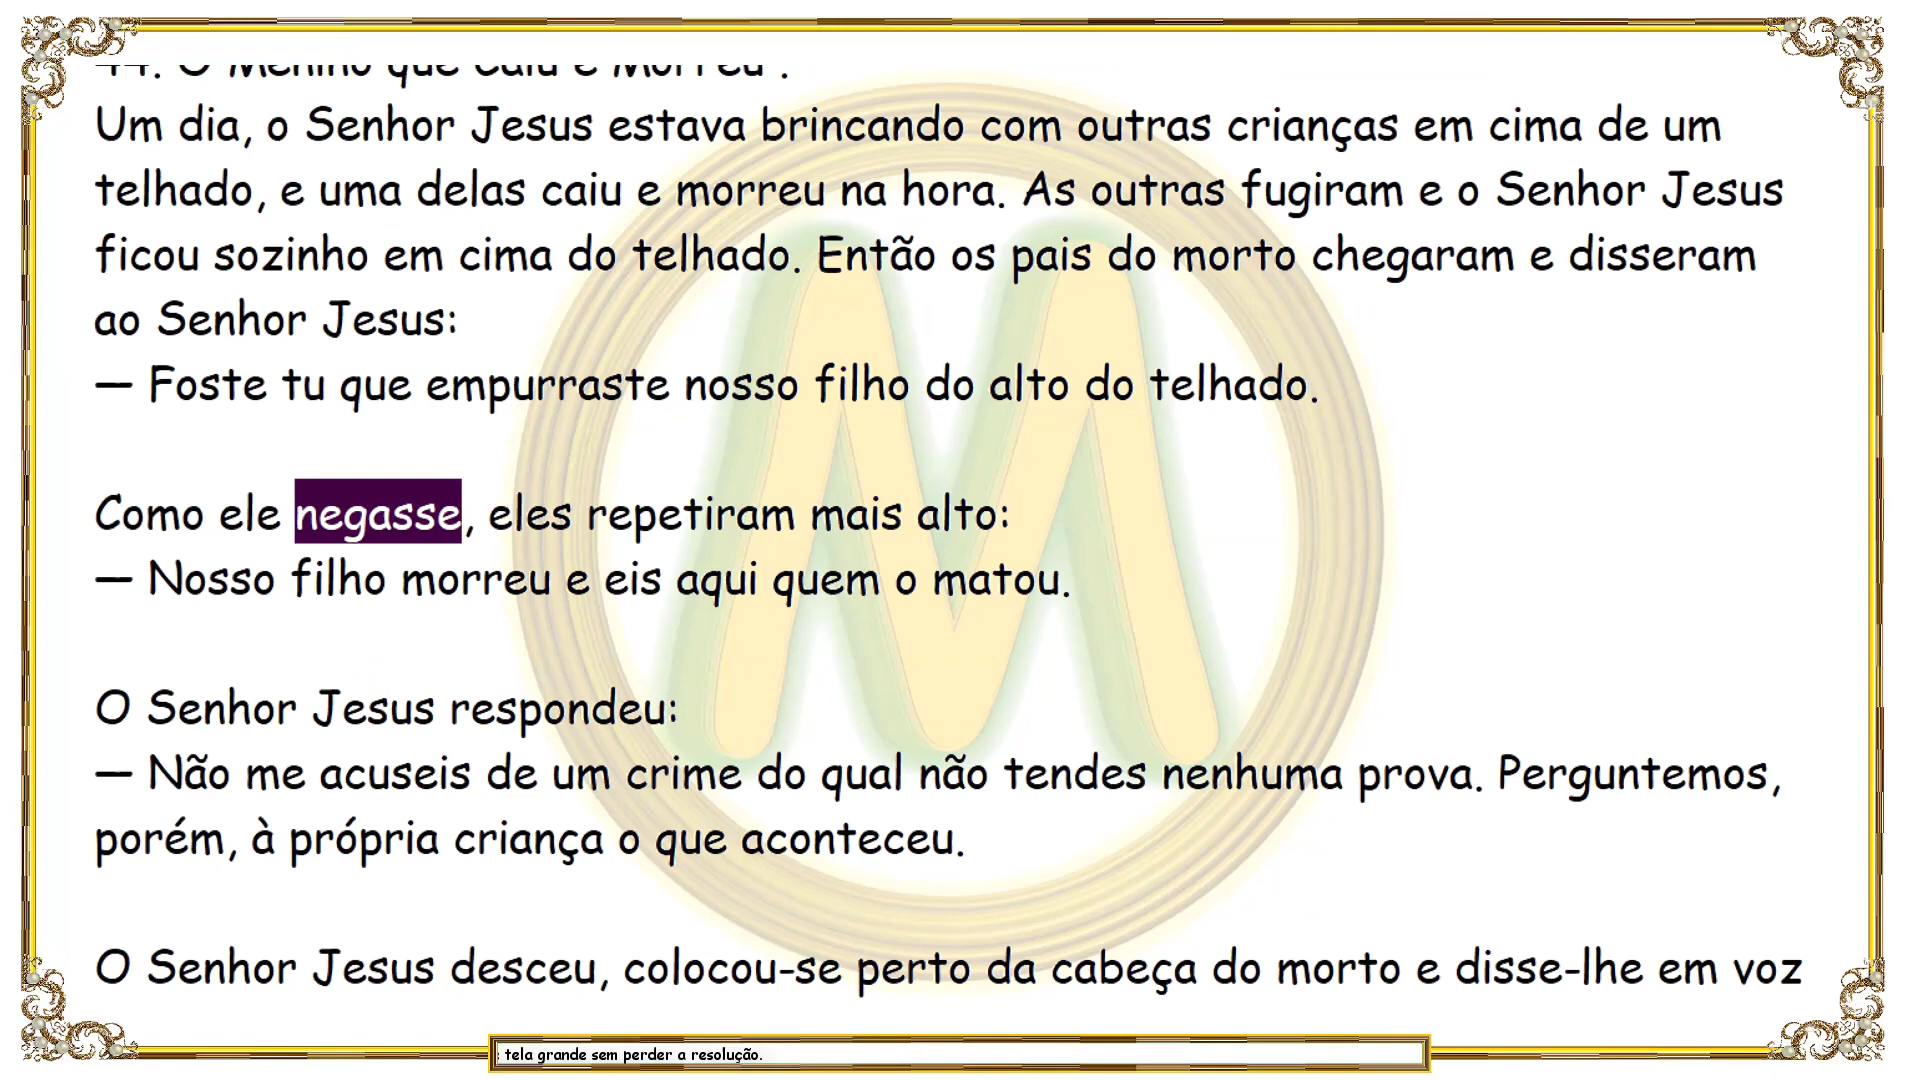 44. O Menino que Caiu e Morreu .
Um dia, o Senhor Jesus estava brincando com outras crianças em cima de um
telhado, e uma delas caiu e morreu na hora. As outras fugiram e o Senhor Jesus
ficou sozinho em cima do telhado. Então os pais do morto chegaram e disseram
ao Senhor Jesus:
— Foste tu que empurraste nosso filho do alto do telhado.
Como ele negasse, eles repetiram mais alto:
— Nosso filho morreu e eis aqui quem o matou.
O Senhor Jesus respondeu:
— Não me acuseis de um crime do qual não tendes nenhuma prova. Perguntemos,
porém, à própria criança o que aconteceu.
O Senhor Jesus desceu, colocou-se perto da cabeça do morto e disse-lhe em voz
tela grande sem perder a resolução.